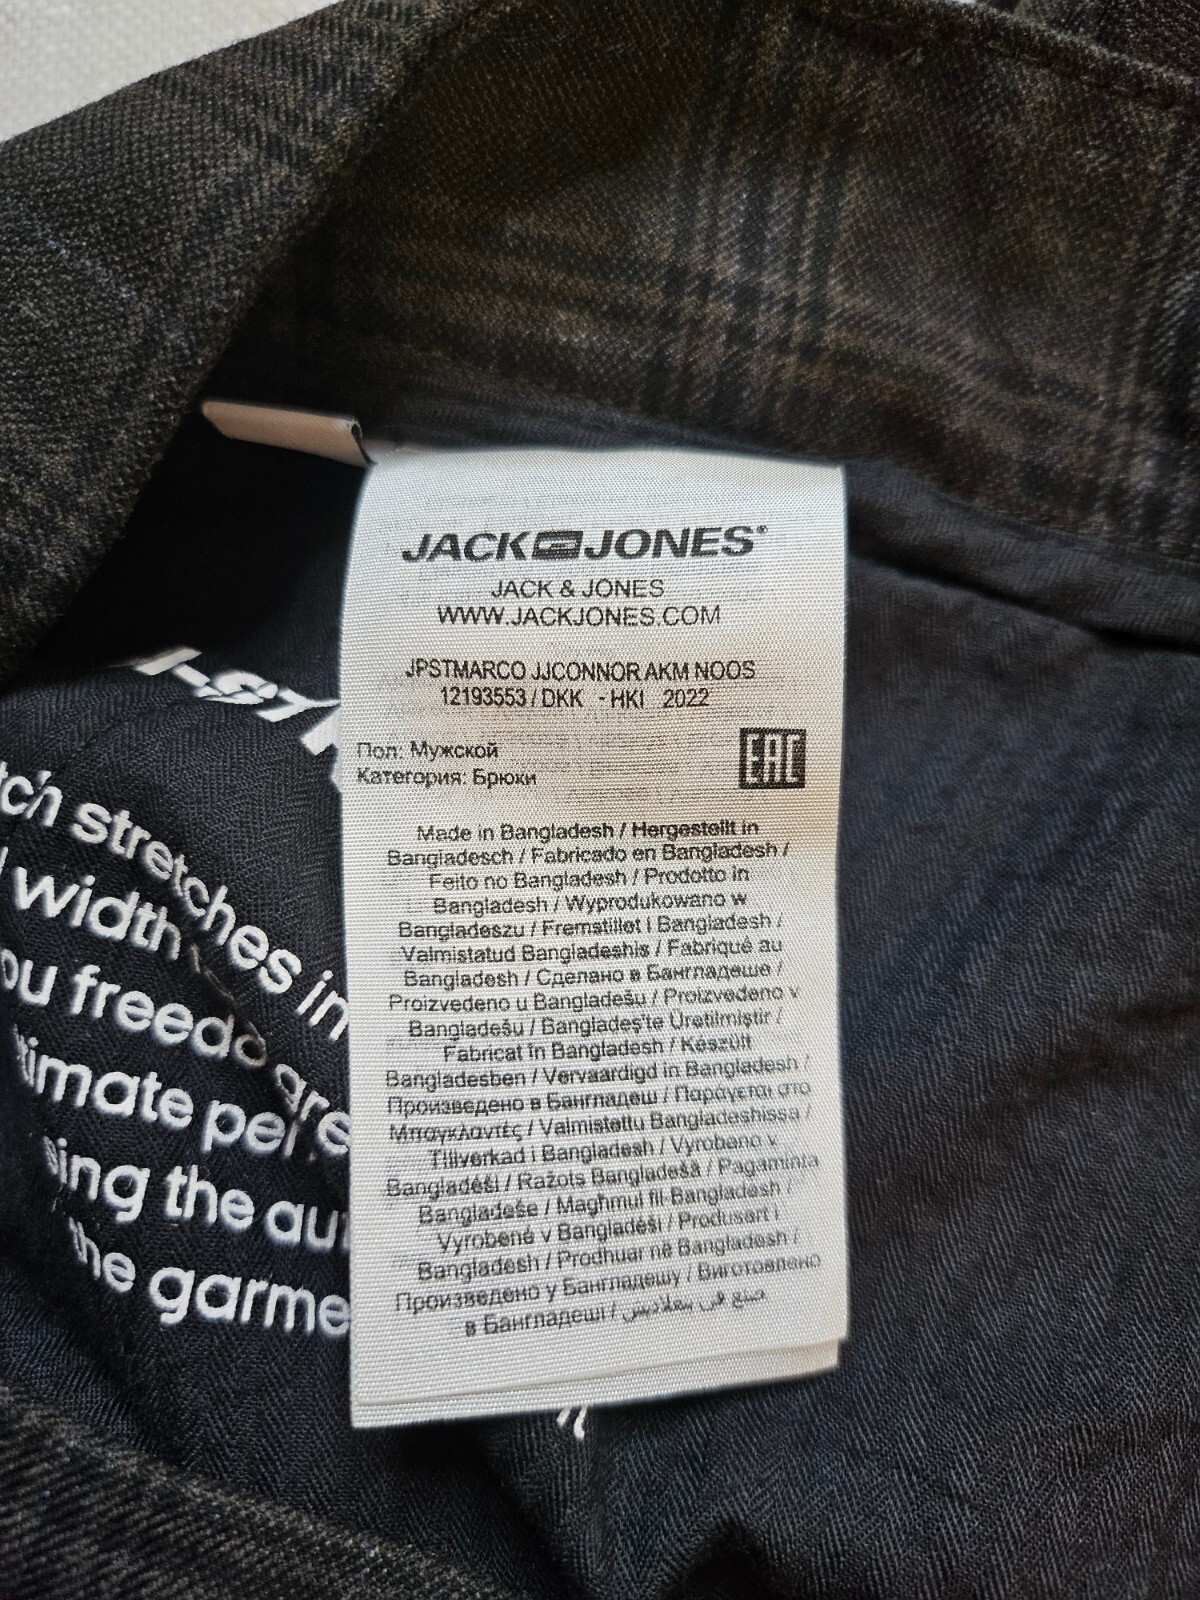 JACK JONES®
JACK & JONES
WWW.JACKJONES.COM
JPSTMARCO JJCONNOR AKM NOOS
12193553 / DKK - HKI 2022
Пол: Мужской
Категория: Брюки
EAC
Made in Bangladesh / Hergestellt in
Bangladesch / Fabricado en Bangladesh /
Feito no Bangladesh / Prodotto in
Bangladesh / Wyprodukowano w
Bangladeszu / Fremstillet i Bangladesh /
Valmistatud Bangladeshis / Fabriqué au
Bangladesh / Сделано в Бангладеше /
Proizvedeno u Bangladešu / Proizvedeno v
Bangladešu / Bangladeş'te Üretilmiştir /
Fabricat în Bangladesh / Készült
Bangladesben / Vervaardigd in Bangladesh /
Произведено в Бангладеш / Παράγεται στο
Μπαγκλαντές / Valmistettu Bangladeshissa /
Tillverkad i Bangladesh / Vyrobeno v
Bangladéši / Ražots Bangladešā / Pagaminta
Bangladeše / Magħmul fil-Bangladesh /
Vyrobené v Bangladéši / Produsert i
Bangladesh / Prodhuar në Bangladesh /
Произведено у Бангладешу / Виготовлено
в Бангладеші / صنع في بنغلاديش
tch stretches in
width
ou freedo
timate per
are
sing the au
the garme